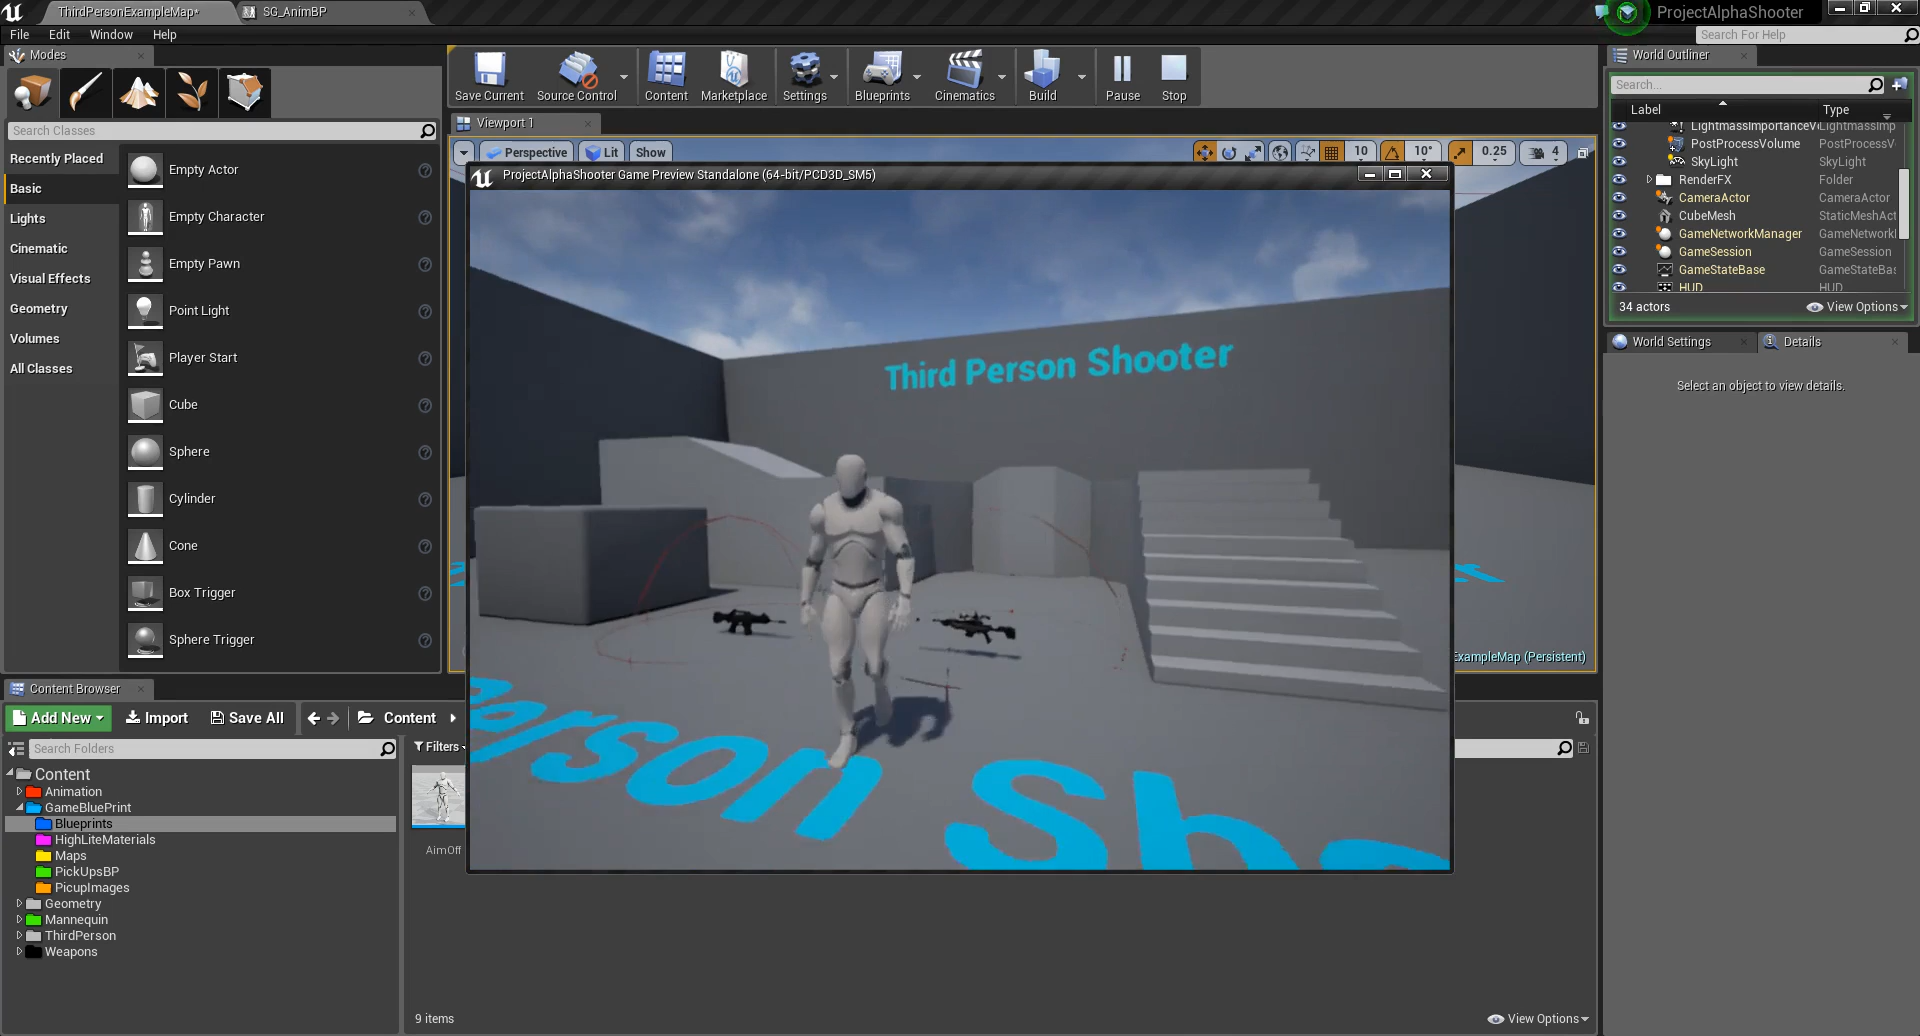 ThirdPersonExampleMap*
SG_AnimBP
ProjectAlphaShooter
File Edit Window Help
Search For Help
Modes
Save Current
Source Control
Content
Marketplace
Settings
Blueprints
Cinematics
Build
Pause
Stop
World Outliner
Search...
Label Type
LightmassImportanceV LightmassImp
PostProcessVolume PostProcessV
SkyLight SkyLight
RenderFX Folder
CameraActor CameraActor
CubeMesh StaticMeshAct
GameNetworkManager GameNetworkI
GameSession GameSession
GameStateBase GameStateBas
HUD HUD
34 actors
View Options
World Settings
Details
Select an object to view details.
Search Classes
Recently Placed
Basic
Lights
Cinematic
Visual Effects
Geometry
Volumes
All Classes
Empty Actor
Empty Character
Empty Pawn
Point Light
Player Start
Cube
Sphere
Cylinder
Cone
Box Trigger
Sphere Trigger
Viewport 1
Perspective
Lit
Show
10
10°
0.25
4
ProjectAlphaShooter Game Preview Standalone (64-bit/PCD3D_SM5)
Third Person Shooter
erson Sho
ExampleMap (Persistent)
Content Browser
Add New
Import
Save All
Content
Search Folders
Filters
Content
Animation
GameBluePrint
Blueprints
HighLiteMaterials
Maps
PickUpsBP
PicupImages
Geometry
Mannequin
ThirdPerson
Weapons
AimOff
9 items
View Options